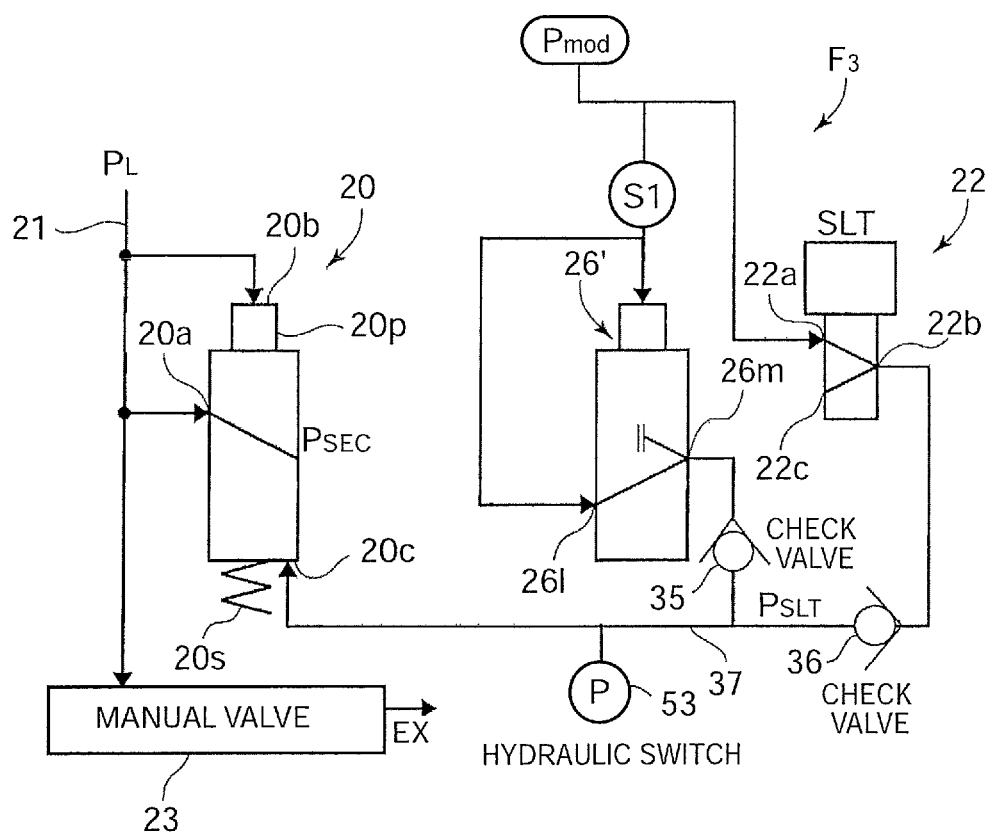 Pmod
F3
PL
20
22
21
20b
S1
SLT
26'
22a
20a
20p
22b
26m
PSEC
22c
20c
CHECK
VALVE
26l
35
PSLT
20s
36
37
P
53
CHECK
VALVE
MANUAL VALVE
EX
HYDRAULIC SWITCH
23